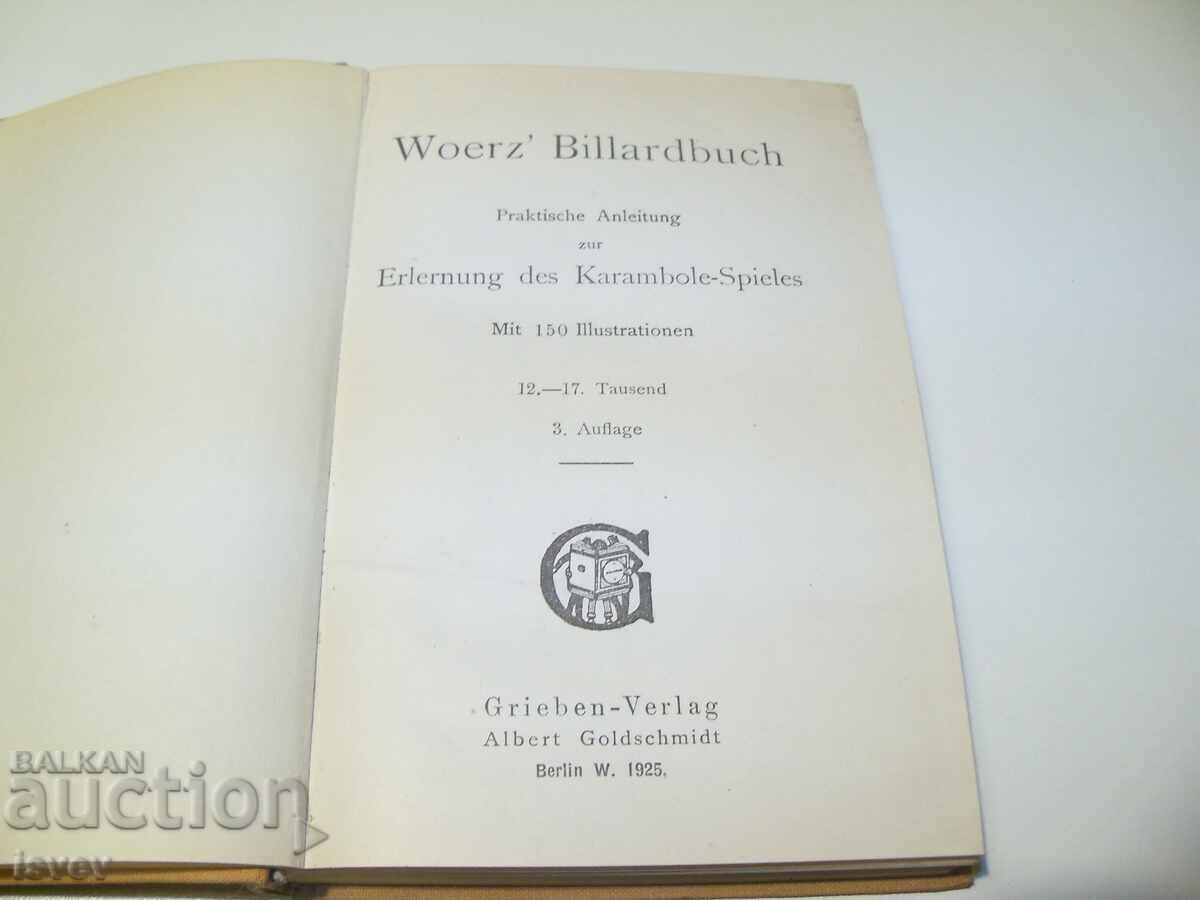 Woerz' Billardbuch
Praktische Anleitung
zur
Erlernung des Karambole-Spieles
Mit 150 Illustrationen
12.—17. Tausend
3. Auflage
G
Grieben-Verlag
Albert Goldschmidt
Berlin W. 1925.
BALKAN
auction
isvev